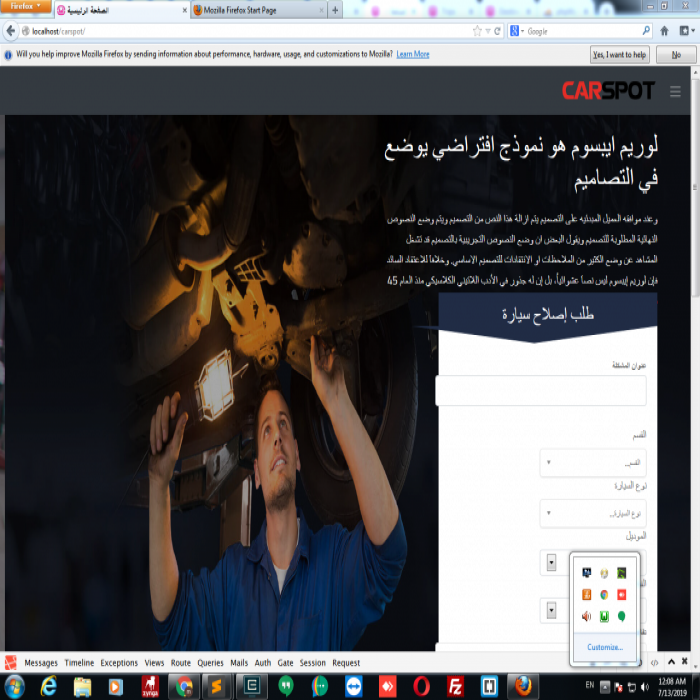 Firefox
الصفحة الرئيسية
Mozilla Firefox Start Page
localhost/carspot/
Google
Will you help improve Mozilla Firefox by sending information about performance, hardware, usage, and customizations to Mozilla? Learn More
Yes, I want to help
No
CARSPOT
لوريم ايبسوم هو نموذج افتراضي يوضع
في التصاميم
وعند موافقه العميل المبدئيه على التصميم يتم ازالة هذا النص من التصميم ويتم وضع النصوص
النهائية المطلوبة للتصميم ويقول البعض ان وضع النصوص التجريبية بالتصميم قد تشغل
المشاهد عن وضع الكثير من الملاحظات او الانتقادات للتصميم الاساسي. وخلافاَ للاعتقاد السائد
فإن لوريم إيبسوم ليس نصاَ عشوائياً، بل إن له جذور في الأدب اللاتيني الكلاسيكي منذ العام 45
طلب إصلاح سيارة
عنوان المشكلة
القسم
القسم...
نوع السيارة
نوع السيارة...
الموديل
Customize...
Messages Timeline Exceptions Views Route Queries Mails Auth Gate Session Request
zynga
EN
12:08 AM
7/13/2018